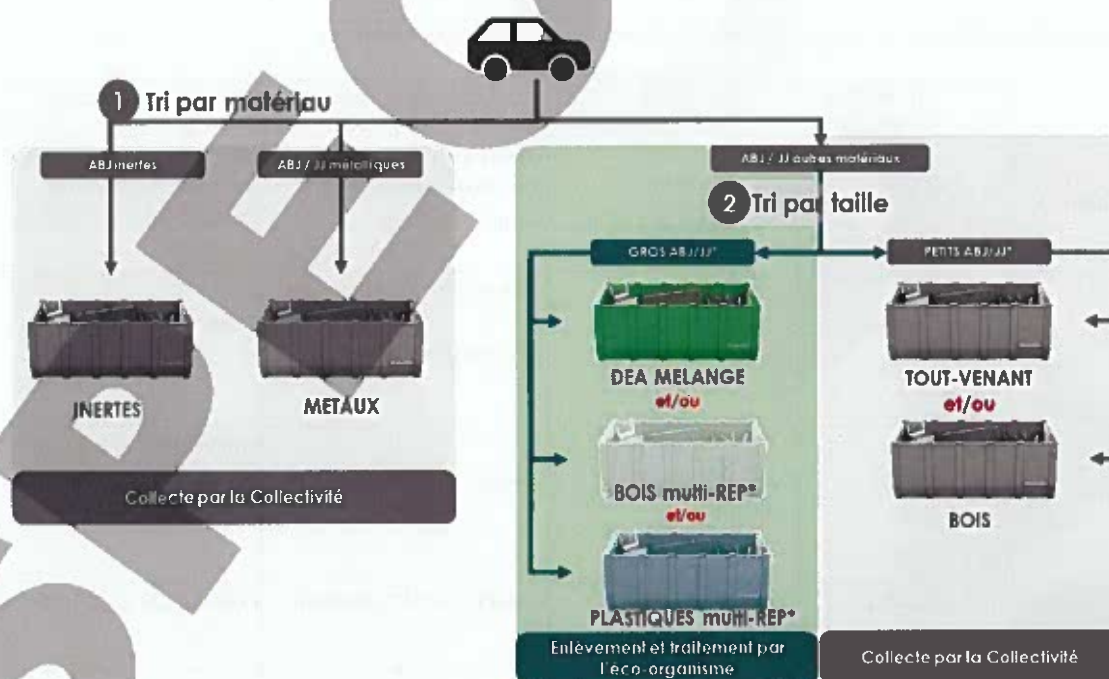 1 Tri par matériau
ABJ inertes
ABJ / JJ métalliques
ABJ / JJ autres matériaux
2 Tri par taille
GROS ABJ/JJ*
PETITS ABJ/JJ*
INERTES
METAUX
DEA MELANGE
et/ou
BOIS multi-REP*
et/ou
PLASTIQUES multi-REP*
TOUT-VENANT
et/ou
BOIS
Collecte par la Collectivité
Enlèvement et traitement par
l'éco-organisme
Collecte par la Collectivité